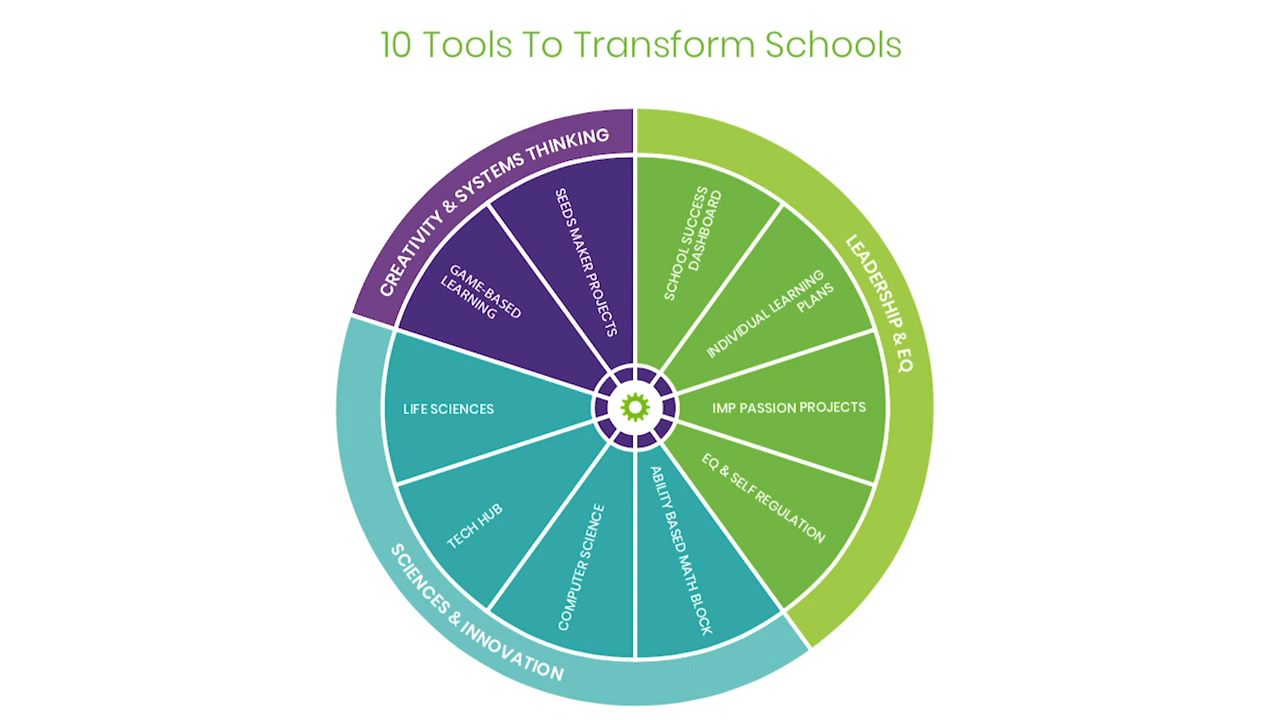 10 Tools To Transform Schools
CREATIVITY & SYSTEMS THINKING
LEADERSHIP & EQ
SCIENCES & INNOVATION
SEEDS MAKER PROJECTS
GAME-BASED
LEARNING
SCHOOL SUCCESS
DASHBOARD
INDIVIDUAL LEARNING
PLANS
IMP PASSION PROJECTS
EQ & SELF REGULATION
ABILITY BASED MATH BLOCK
COMPUTER SCIENCE
TECH HUB
LIFE SCIENCES